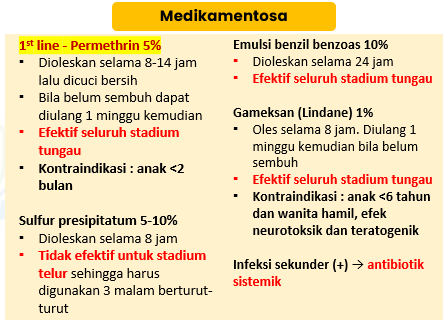 Medikamentosa
1st line - Permethrin 5%
▪ Dioleskan selama 8-14 jam
lalu dicuci bersih
▪ Bila belum sembuh dapat
diulang 1 minggu kemudian
▪ Efektif seluruh stadium
tungau
▪ Kontraindikasi : anak <2
bulan
Sulfur presipitatum 5-10%
▪ Dioleskan selama 8 jam
▪ Tidak efektif untuk stadium
telur sehingga harus
digunakan 3 malam berturut-
turut
Emulsi benzil benzoas 10%
▪ Dioleskan selama 24 jam
▪ Efektif seluruh stadium tungau
Gameksan (Lindane) 1%
▪ Oles selama 8 jam. Diulang 1
minggu kemudian bila belum
sembuh
▪ Efektif seluruh stadium tungau
▪ Kontraindikasi : anak <6 tahun
dan wanita hamil, efek
neurotoksik dan teratogenik
Infeksi sekunder (+) → antibiotik
sistemik